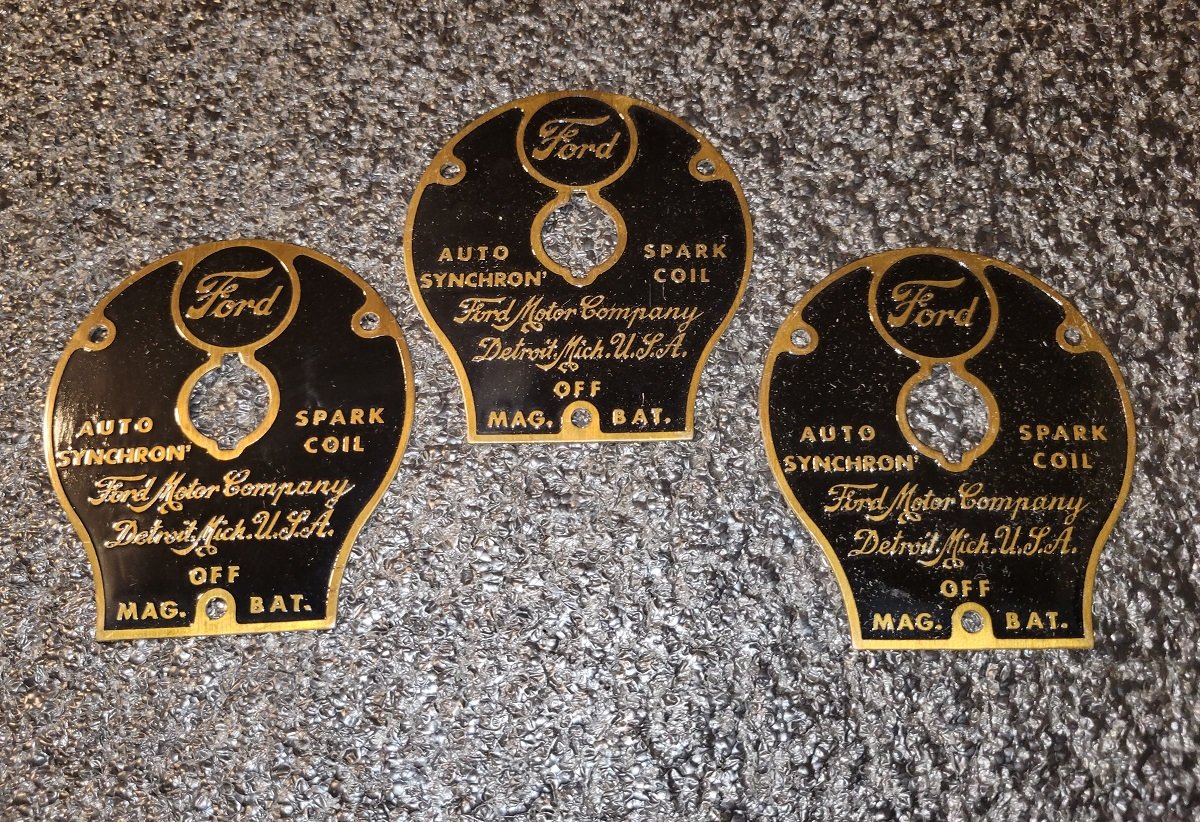 Ford
AUTO SPARK
SYNCHRON' COIL
Ford Motor Company
Detroit, Mich. U.S.A.
OFF
MAG. BAT.
Ford
AUTO SPARK
SYNCHRON' COIL
Ford Motor Company
Detroit, Mich. U.S.A.
OFF
MAG. BAT.
Ford
AUTO SPARK
SYNCHRON' COIL
Ford Motor Company
Detroit, Mich. U.S.A.
OFF
MAG. BAT.